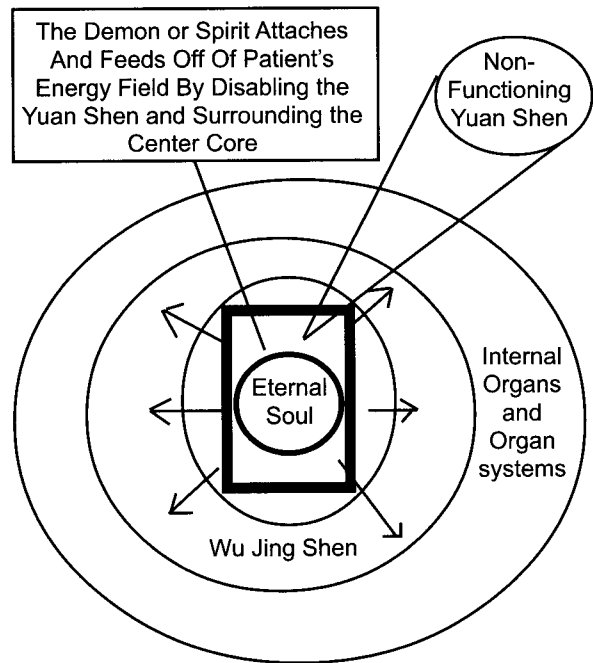 The Demon or Spirit Attaches
And Feeds Off Of Patient's
Energy Field By Disabling the
Yuan Shen and Surrounding the
Center Core
Non-
Functioning
Yuan Shen
Eternal
Soul
Internal
Organs
and
Organ
systems
Wu Jing Shen